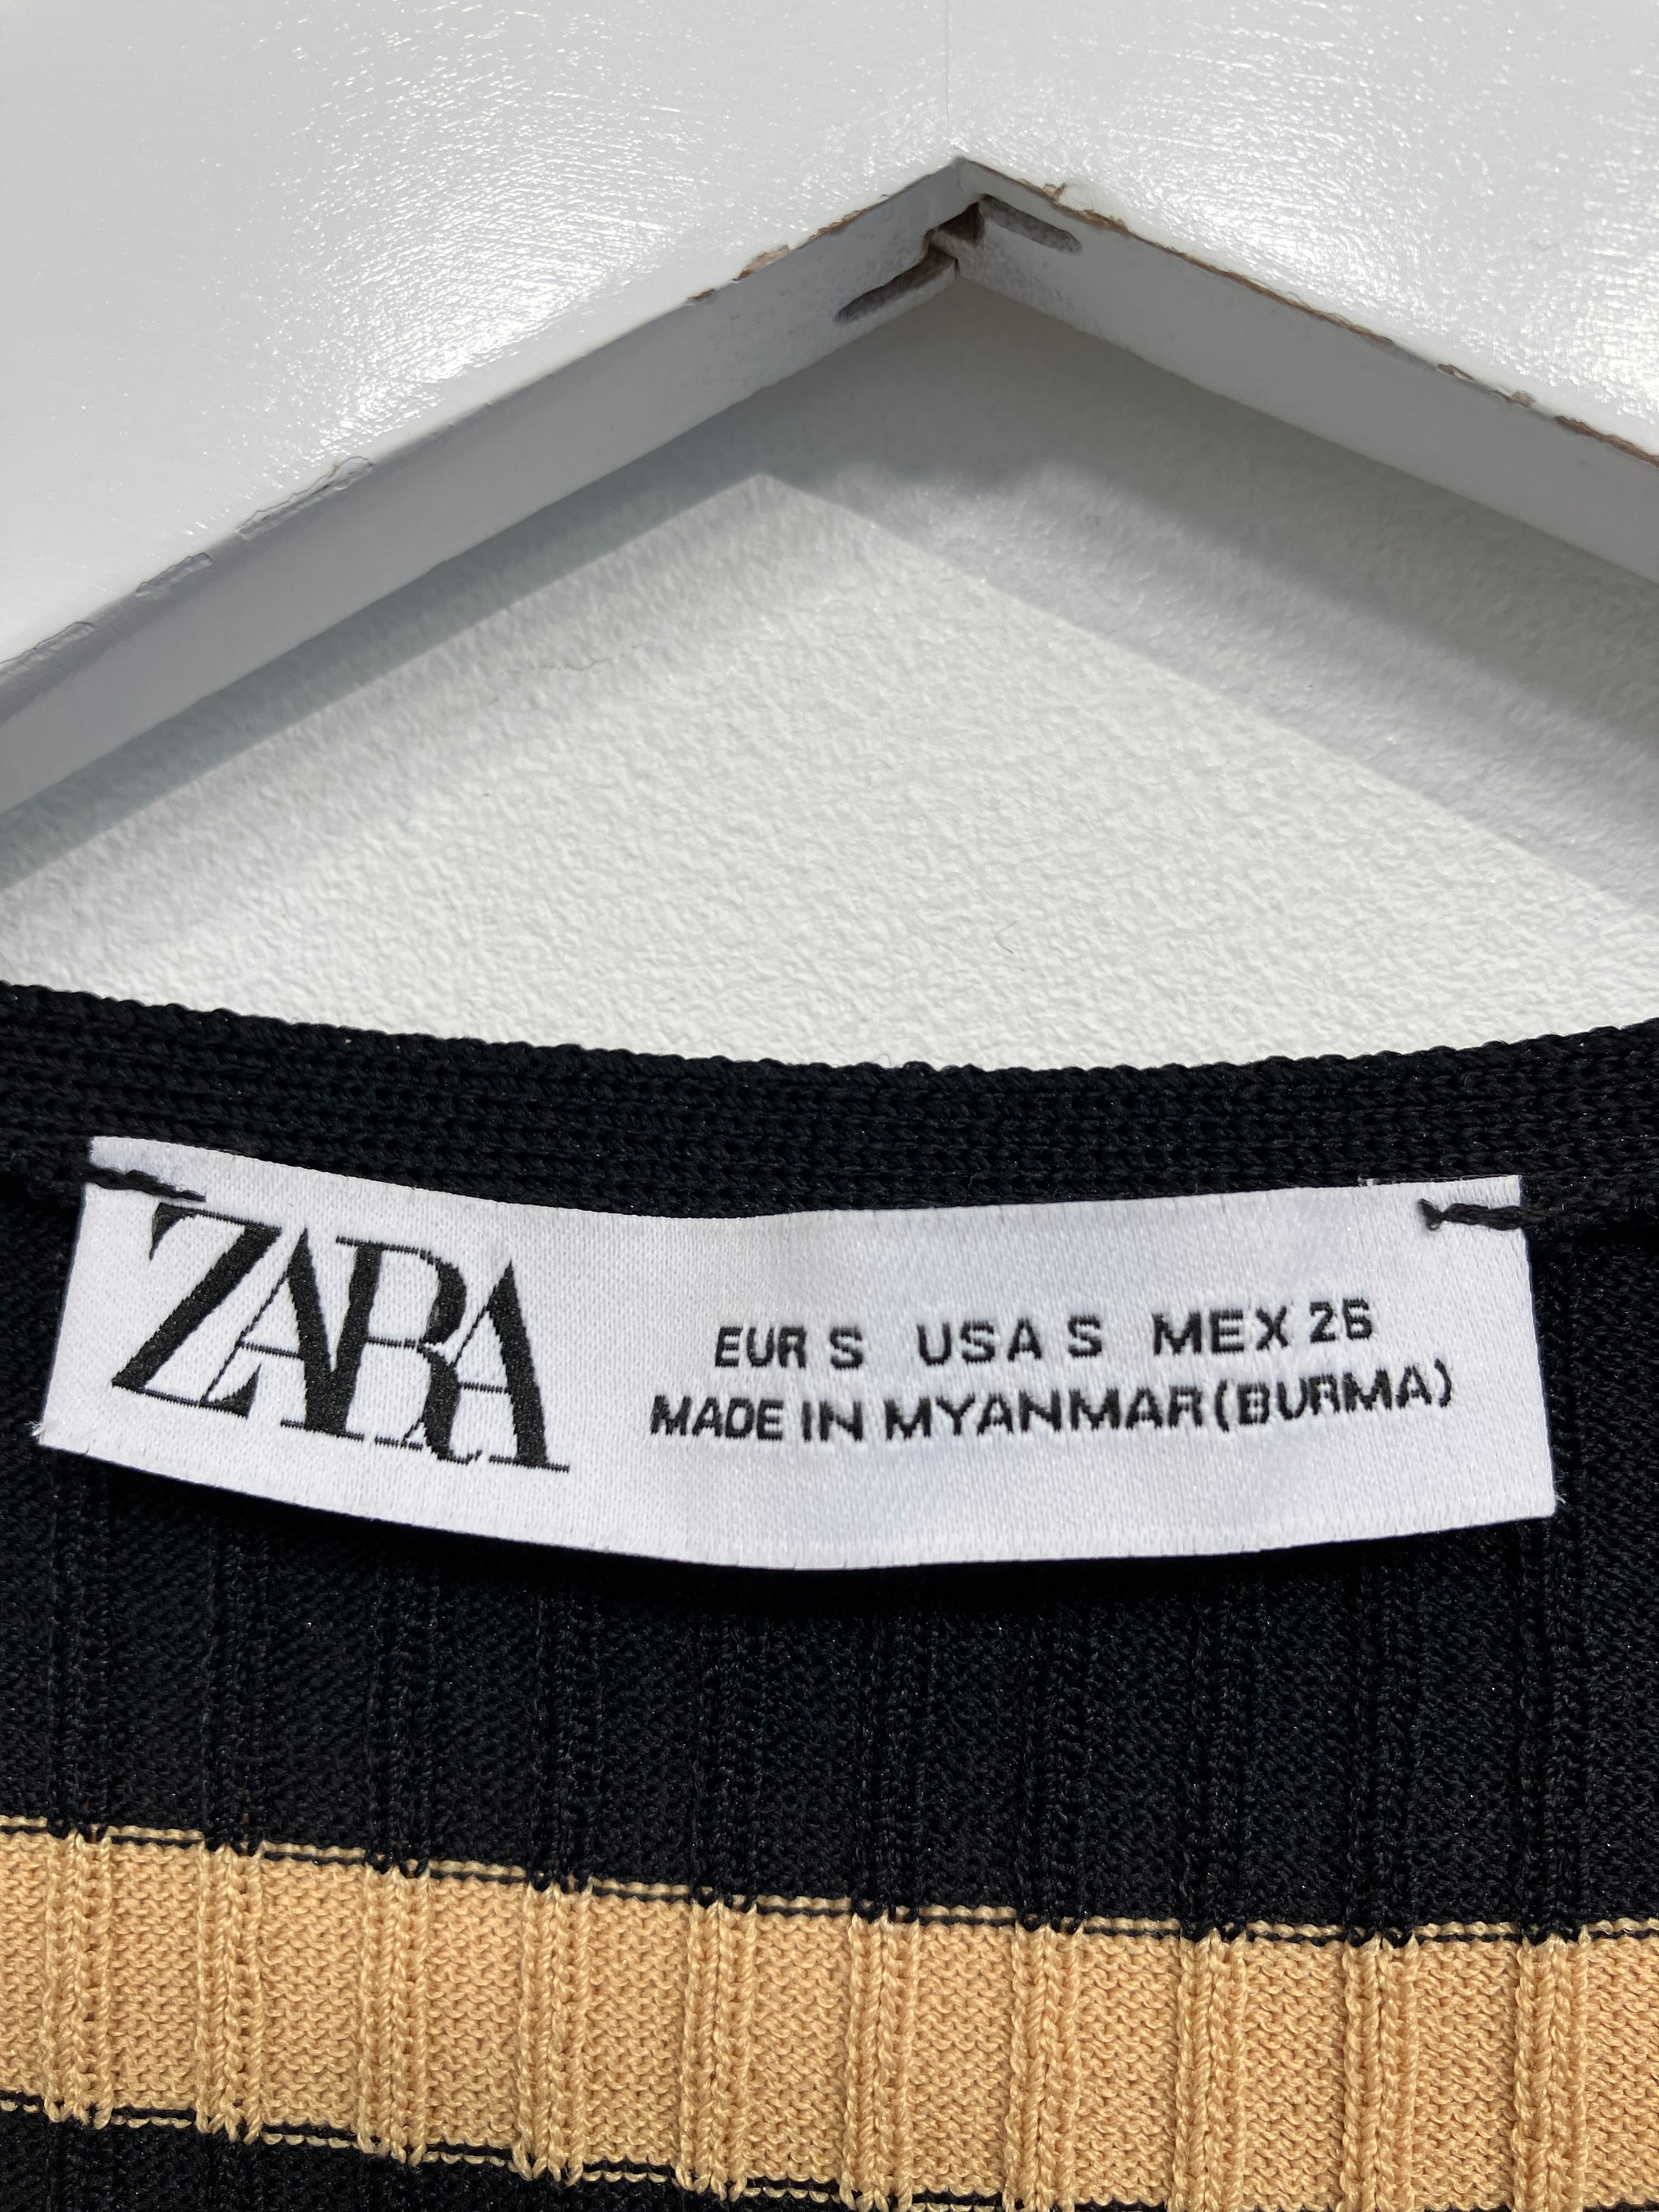 ZARA
EUR S USA S MEX 26
MADE IN MYANMAR (BURMA)